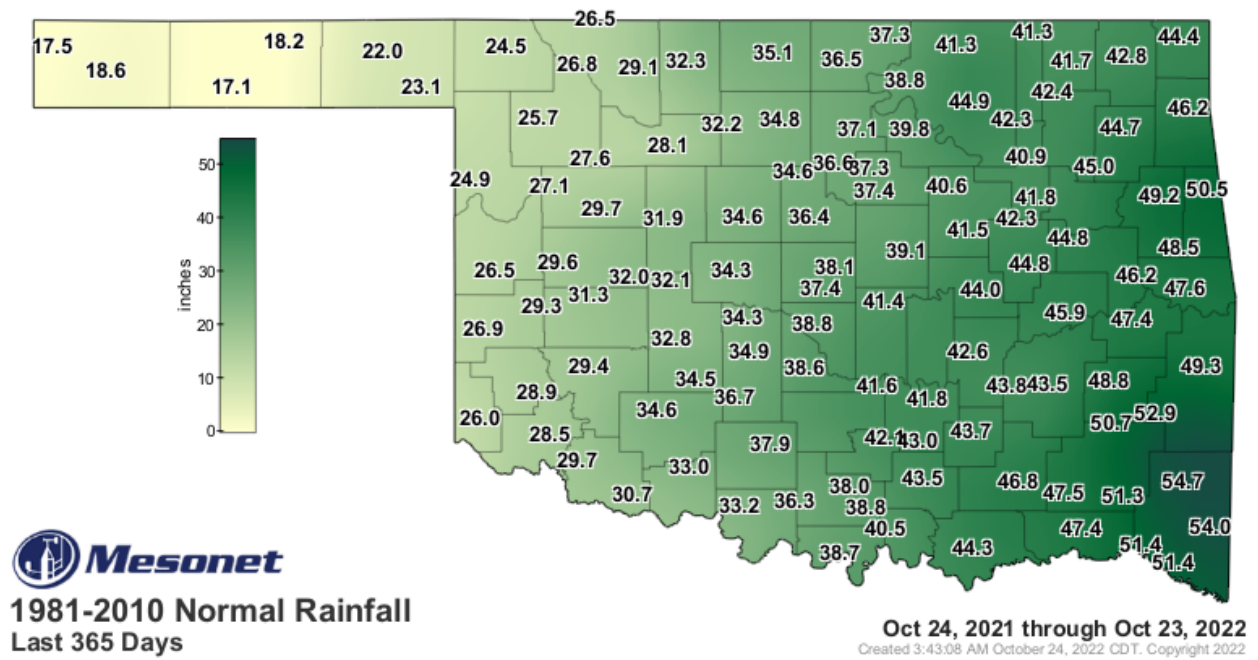 26.5
17.5 18.2 22.0 24.5 26.8 29.1 32.3 35.1 36.5 37.3 41.3 41.3 41.7 42.8 44.4
18.6 17.1 23.1 38.8 42.4
25.7 32.2 34.8 37.1 39.8 44.9 42.3 44.7 46.2
28.1
27.6 34.6 36.6 37.3 40.9 45.0
24.9 27.1 37.4 40.6 41.8 49.2 50.5
29.7 31.9 34.6 36.4 41.5 42.3 44.8 48.5
26.5 29.6 32.0 32.1 34.3 38.1 39.1 44.8 46.2
29.3 31.3 37.4 41.4 44.0 47.6
26.9 32.8 34.3 38.8 45.9 47.4
29.4 34.9 38.6 42.6 49.3
28.9 34.5 36.7 41.6 41.8 43.8 43.5 48.8
26.0 34.6 50.7 52.9
28.5 37.9 42.1 43.0 43.7
29.7 33.0 38.0 43.5 46.8 47.5 51.3 54.7
30.7 33.2 36.3 38.8
38.7 40.5 44.3 47.4 51.4 54.0
51.4
50
40
30
20
10
0
inches
Mesonet
1981-2010 Normal Rainfall
Last 365 Days
Oct 24, 2021 through Oct 23, 2022
Created 3:43:08 AM October 24, 2022 CDT. Copyright 2022